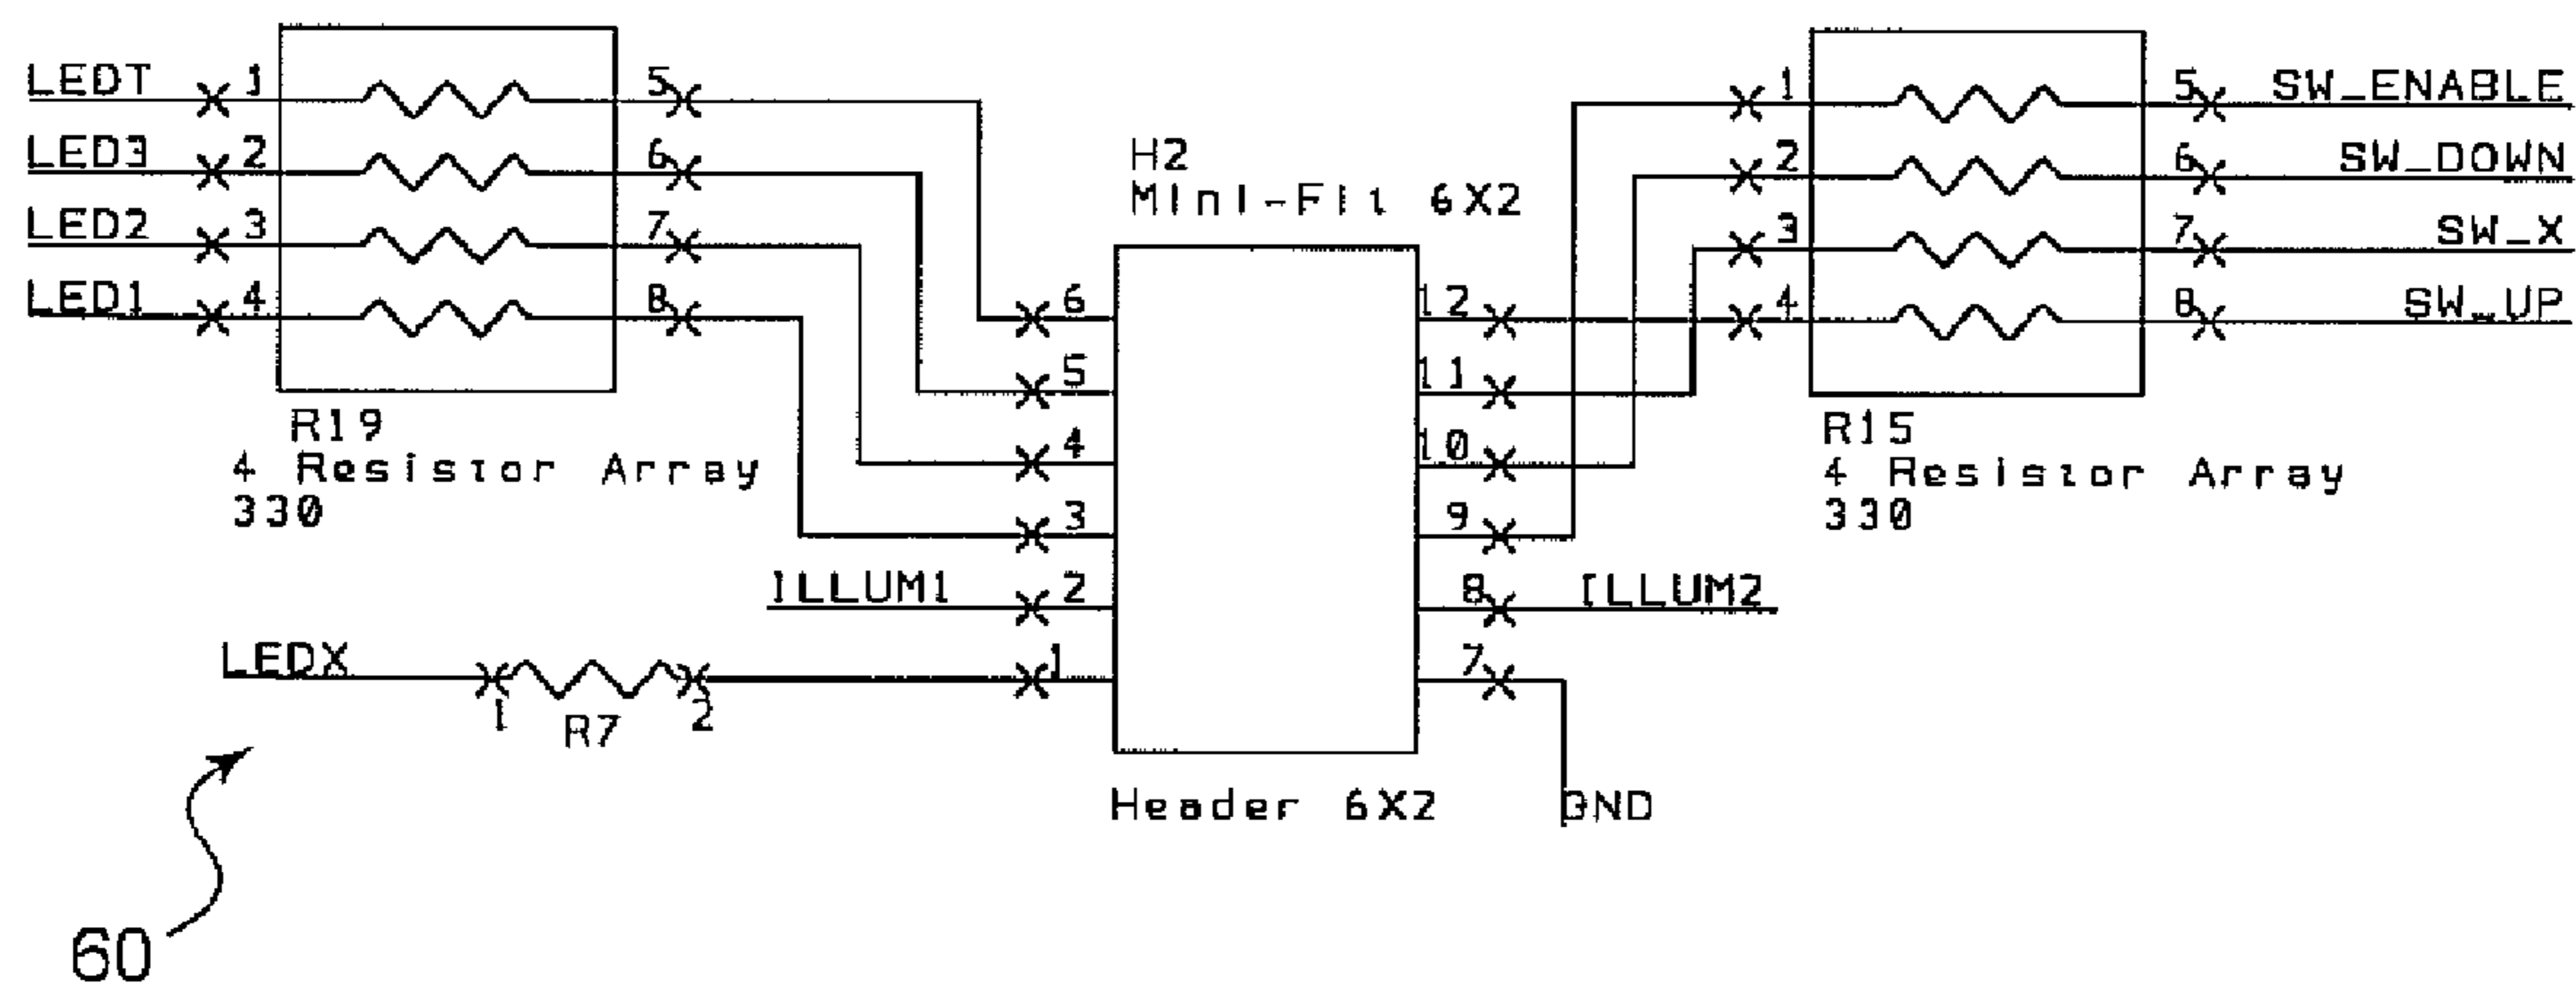 LEDT 1 5
LED3 2 6
LED2 3 7
LED1 4 8
R19
4 Resistor Array
330
H2
Mini-Fit 6X2
6 12
5 11
4 10
3 9
ILLUM1 2 8 ILLUM2
LEDX 1 7
1 R7 2
Header 6X2 GND
1 5 SW_ENABLE
2 6 SW_DOWN
3 7 SW_X
4 8 SW_UP
R15
4 Resistor Array
330
60